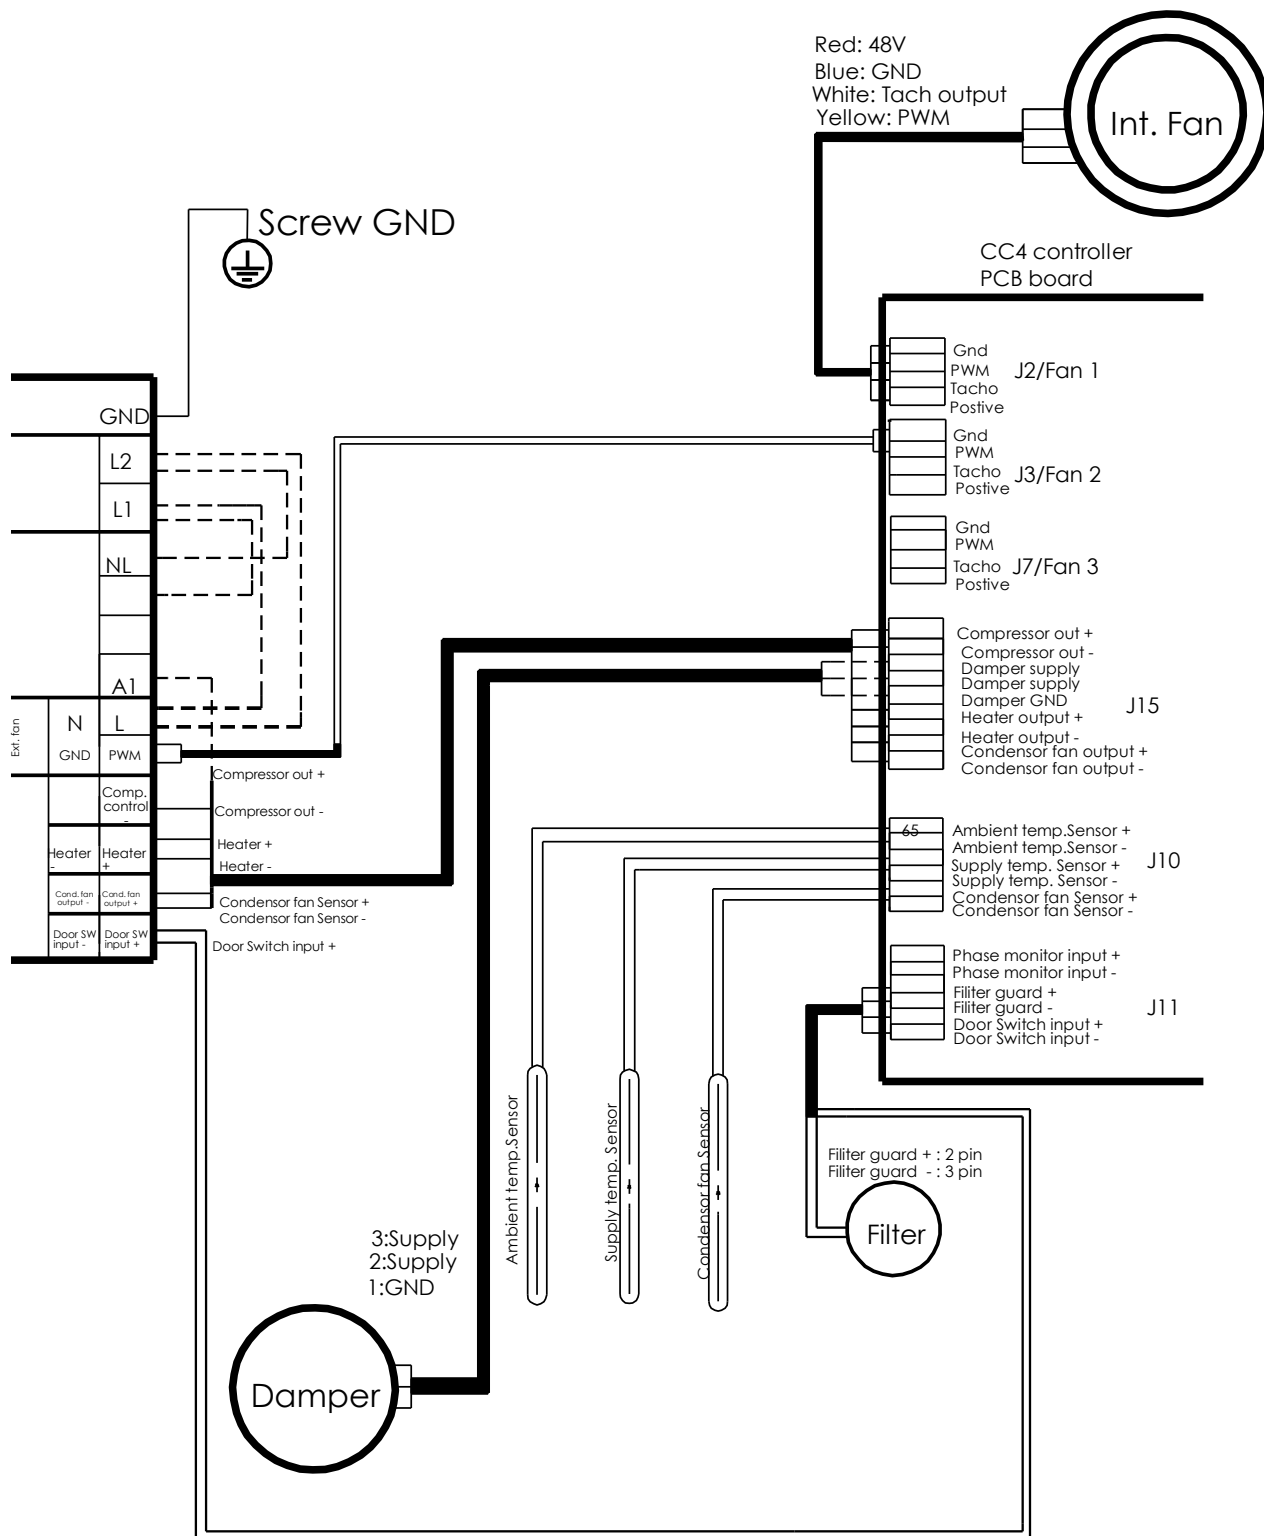 Red: 48V
Blue: GND
White: Tach output
Yellow: PWM
Int. Fan
Screw GND
CC4 controller
PCB board
Gnd
PWM
Tacho
Postive
J2/Fan 1
Gnd
PWM
Tacho
Postive
J3/Fan 2
Gnd
PWM
Tacho
Postive
J7/Fan 3
GND
L2
L1
NL
A1
Ext. fan
N
L
GND
PWM
Comp.
control
-
Heater
-
Heater
+
Cond.fan
output -
Cond.fan
output +
Door SW
input -
Door SW
input +
Compressor out +
Compressor out -
Heater +
Heater -
Condensor fan Sensor +
Condensor fan Sensor -
Door Switch input +
Compressor out +
Compressor out -
Damper supply
Damper supply
Damper GND
Heater output +
Heater output -
Condensor fan output +
Condensor fan output -
J15
65
Ambient temp.Sensor +
Ambient temp.Sensor -
Supply temp. Sensor +
Supply temp. Sensor -
Condensor fan Sensor +
Condensor fan Sensor -
J10
Phase monitor input +
Phase monitor input -
Filiter guard +
Filiter guard -
Door Switch input +
Door Switch input -
J11
Ambient temp.Sensor
Supply temp. Sensor
Condensor fan Sensor
Filiter guard + : 2 pin
Filiter guard - : 3 pin
Filter
3:Supply
2:Supply
1:GND
Damper